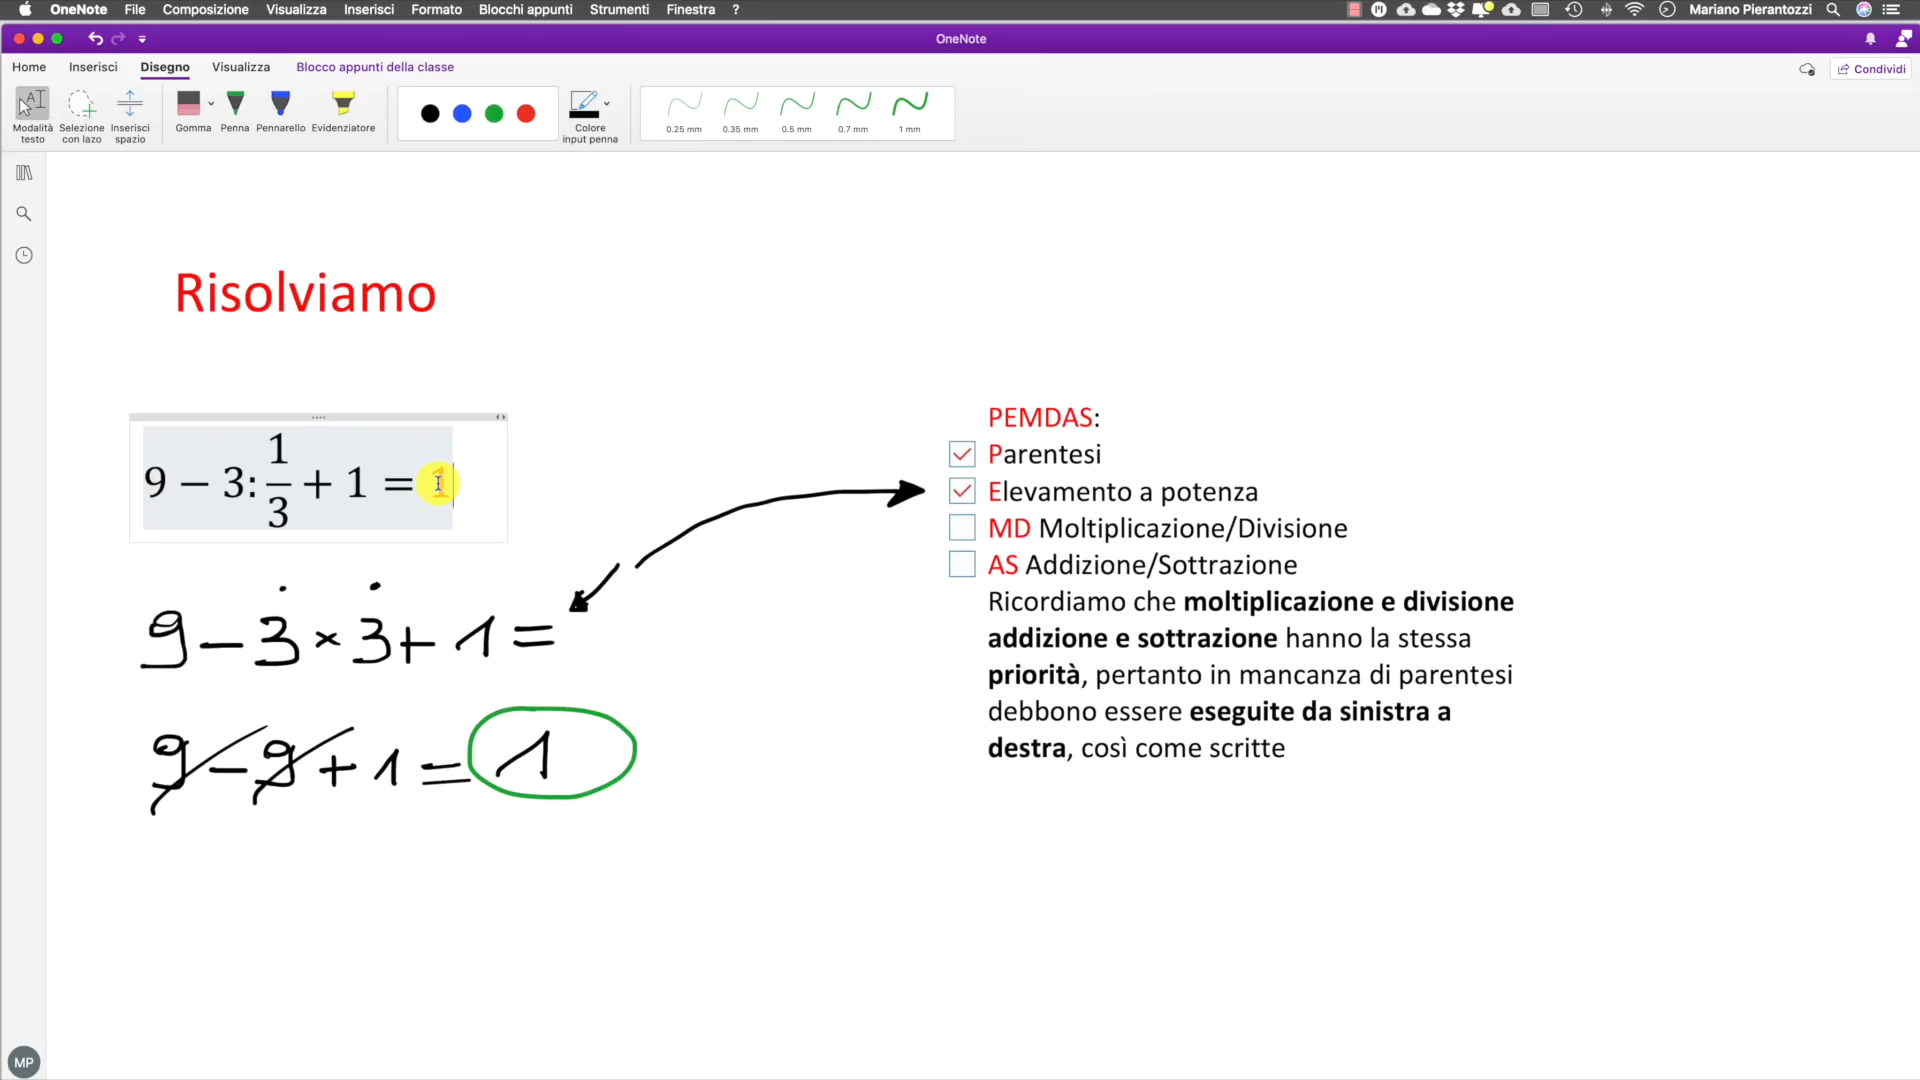 OneNote File Composizione Visualizza Inserisci Formato Blocchi appunti Strumenti Finestra ? Mariano Pierantozzi
OneNote
Home Inserisci Disegno Visualizza Blocco appunti della classe Condividi
Modalità testo
Selezione con lazo
Inserisci spazio
Gomma
Penna
Pennarello
Evidenziatore
Colore input penna
0.25 mm 0.35 mm 0.5 mm 0.7 mm 1 mm
Risolviamo
9 − 3: 1/3 + 1 = 1
9 − 3 × 3 + 1 =
9 − 9 + 1 = 1
PEMDAS:
Parentesi
Elevamento a potenza
MD Moltiplicazione/Divisione
AS Addizione/Sottrazione
Ricordiamo che moltiplicazione e divisione
addizione e sottrazione hanno la stessa
priorità, pertanto in mancanza di parentesi
debbono essere eseguite da sinistra a
destra, così come scritte
MP